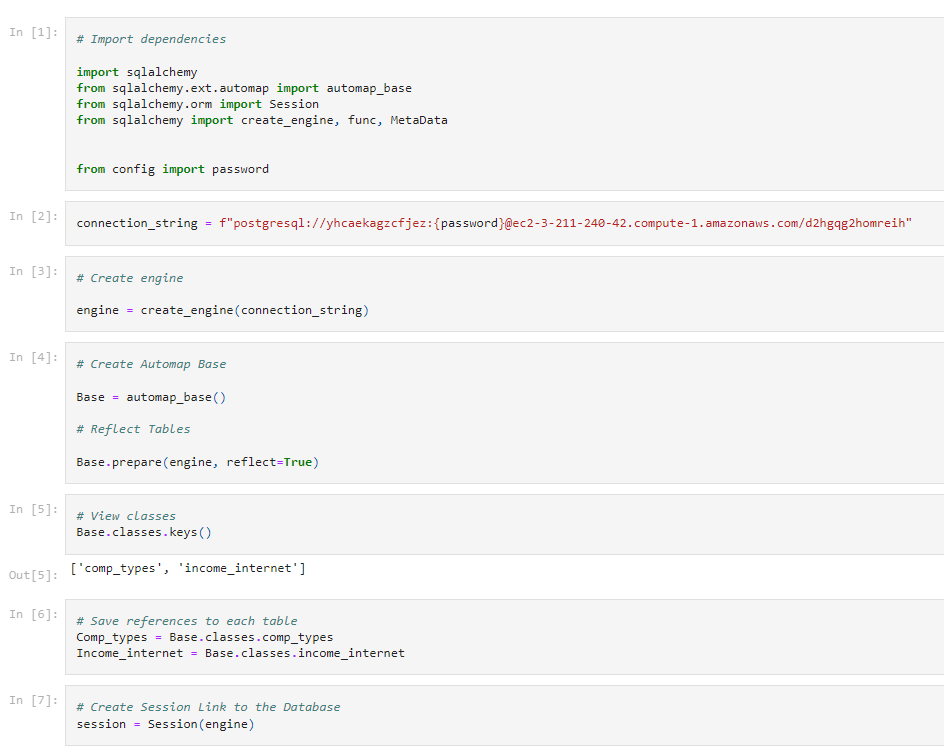 In [1]:
# Import dependencies
import sqlalchemy
from sqlalchemy.ext.automap import automap_base
from sqlalchemy.orm import Session
from sqlalchemy import create_engine, func, MetaData
from config import password
In [2]:
connection_string = f"postgresql://yhcaekagzcfjez:{password}@ec2-3-211-240-42.compute-1.amazonaws.com/d2hgqg2homreih"
In [3]:
# Create engine
engine = create_engine(connection_string)
In [4]:
# Create Automap Base
Base = automap_base()
# Reflect Tables
Base.prepare(engine, reflect=True)
In [5]:
# View classes
Base.classes.keys()
Out[5]:
['comp_types', 'income_internet']
In [6]:
# Save references to each table
Comp_types = Base.classes.comp_types
Income_internet = Base.classes.income_internet
In [7]:
# Create Session Link to the Database
session = Session(engine)